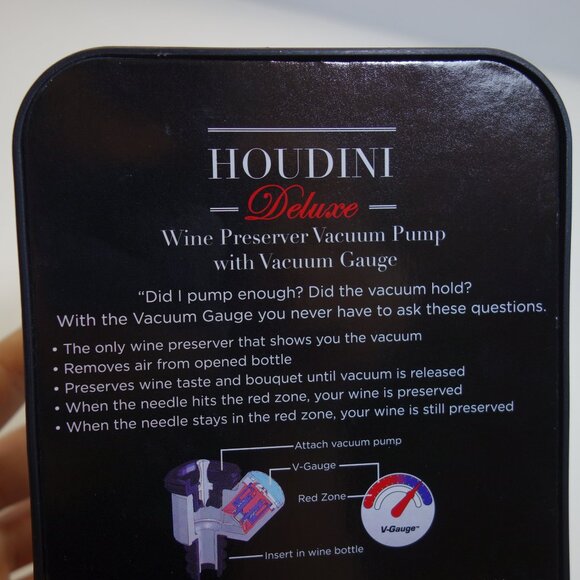 HOUDINI
Deluxe
Wine Preserver Vacuum Pump
with Vacuum Gauge
“Did I pump enough? Did the vacuum hold?
With the Vacuum Gauge you never have to ask these questions.
• The only wine preserver that shows you the vacuum
• Removes air from opened bottle
• Preserves wine taste and bouquet until vacuum is released
• When the needle hits the red zone, your wine is preserved
• When the needle stays in the red zone, your wine is still preserved
Attach vacuum pump
V-Gauge
Red Zone
V-Gauge™
Insert in wine bottle